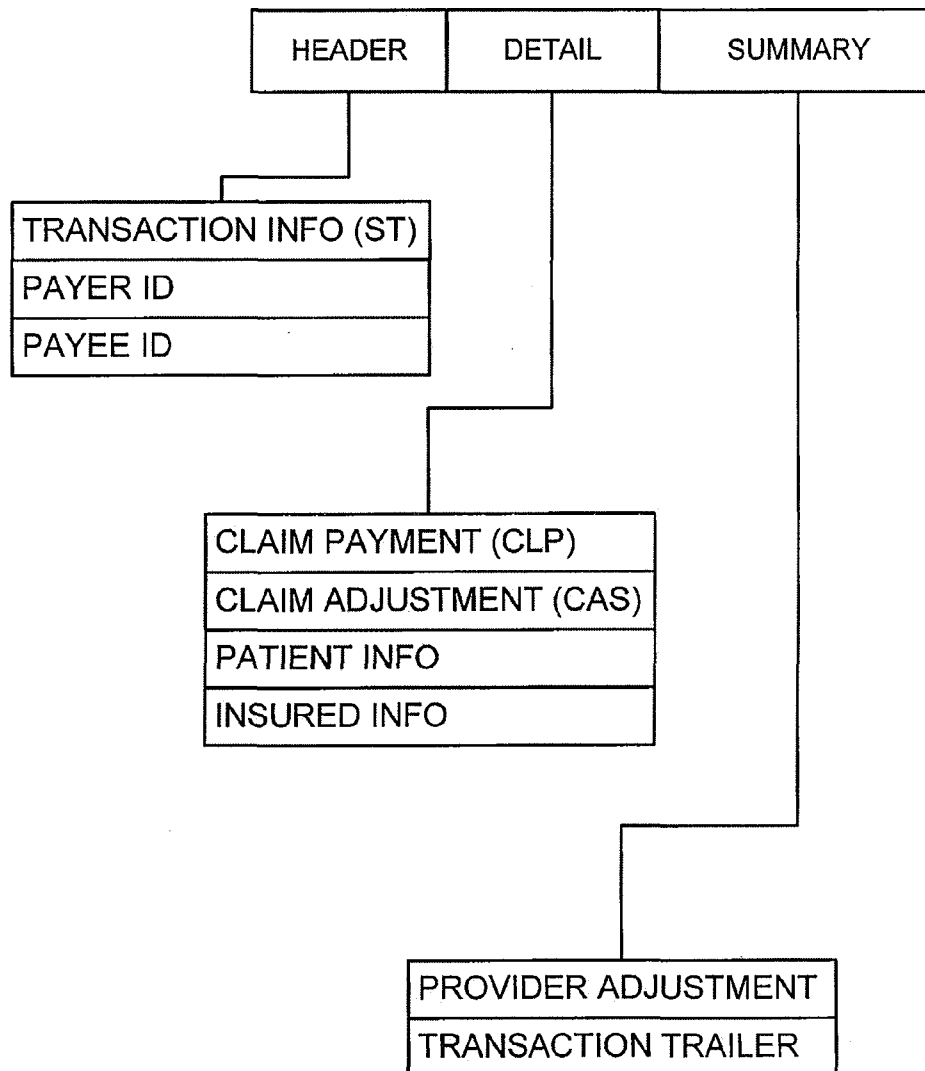 HEADER DETAIL SUMMARY
TRANSACTION INFO (ST)
PAYER ID
PAYEE ID
CLAIM PAYMENT (CLP)
CLAIM ADJUSTMENT (CAS)
PATIENT INFO
INSURED INFO
PROVIDER ADJUSTMENT
TRANSACTION TRAILER